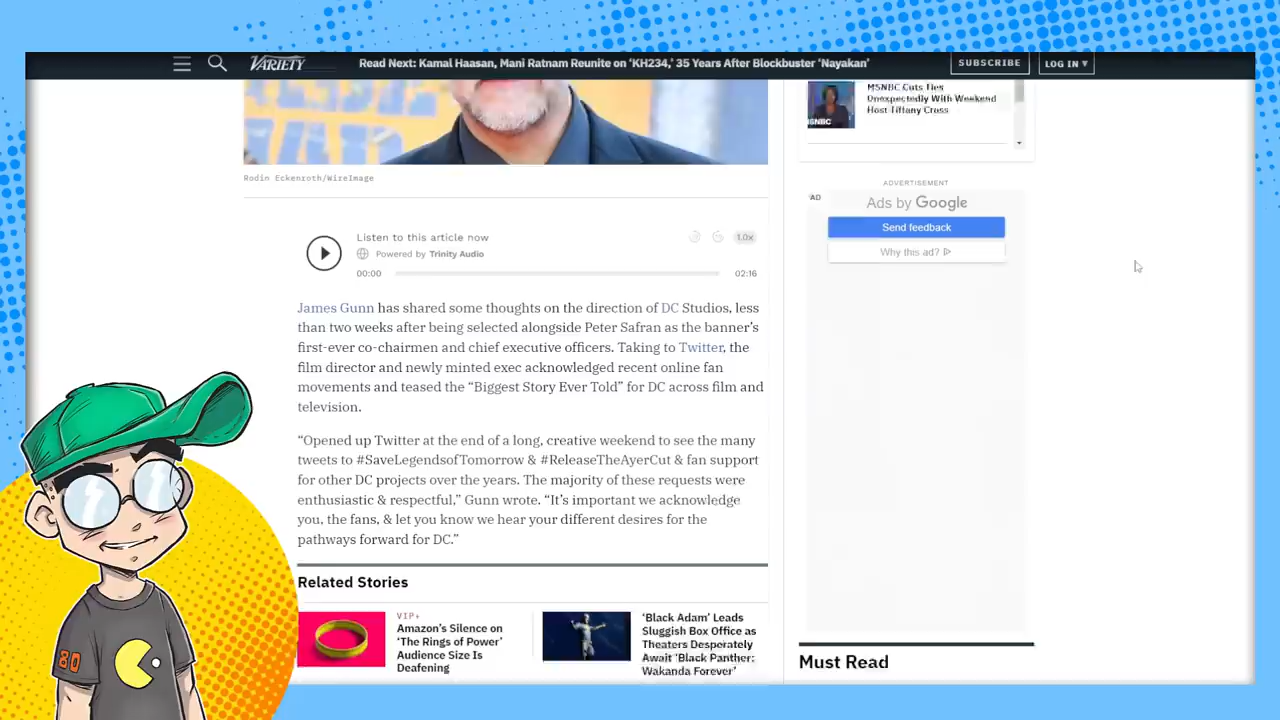 VARIETY
Read Next: Kamal Haasan, Mani Ratnam Reunite on ‘KH234,’ 35 Years After Blockbuster ‘Nayakan’
SUBSCRIBE
LOG IN ▾
MSNBC Cuts Ties
Unexpectedly With Weekend
Host Tiffany Cross
MSNBC
Rodin Eckenroth/WireImage
ADVERTISEMENT
AD
Ads by Google
Send feedback
Why this ad?
Listen to this article now
1.0x
Powered by Trinity Audio
00:00
02:16
James Gunn has shared some thoughts on the direction of DC Studios, less
than two weeks after being selected alongside Peter Safran as the banner’s
first-ever co-chairmen and chief executive officers. Taking to Twitter, the
film director and newly minted exec acknowledged recent online fan
movements and teased the “Biggest Story Ever Told” for DC across film and
television.
“Opened up Twitter at the end of a long, creative weekend to see the many
tweets to #SaveLegendsofTomorrow & #ReleaseTheAyerCut & fan support
for other DC projects over the years. The majority of these requests were
enthusiastic & respectful,” Gunn wrote. “It’s important we acknowledge
you, the fans, & let you know we hear your different desires for the
pathways forward for DC.”
Related Stories
VIP+
Amazon’s Silence on
‘The Rings of Power’
Audience Size Is
Deafening
‘Black Adam’ Leads
Sluggish Box Office as
Theaters Desperately
Await ‘Black Panther:
Wakanda Forever’
Must Read
80